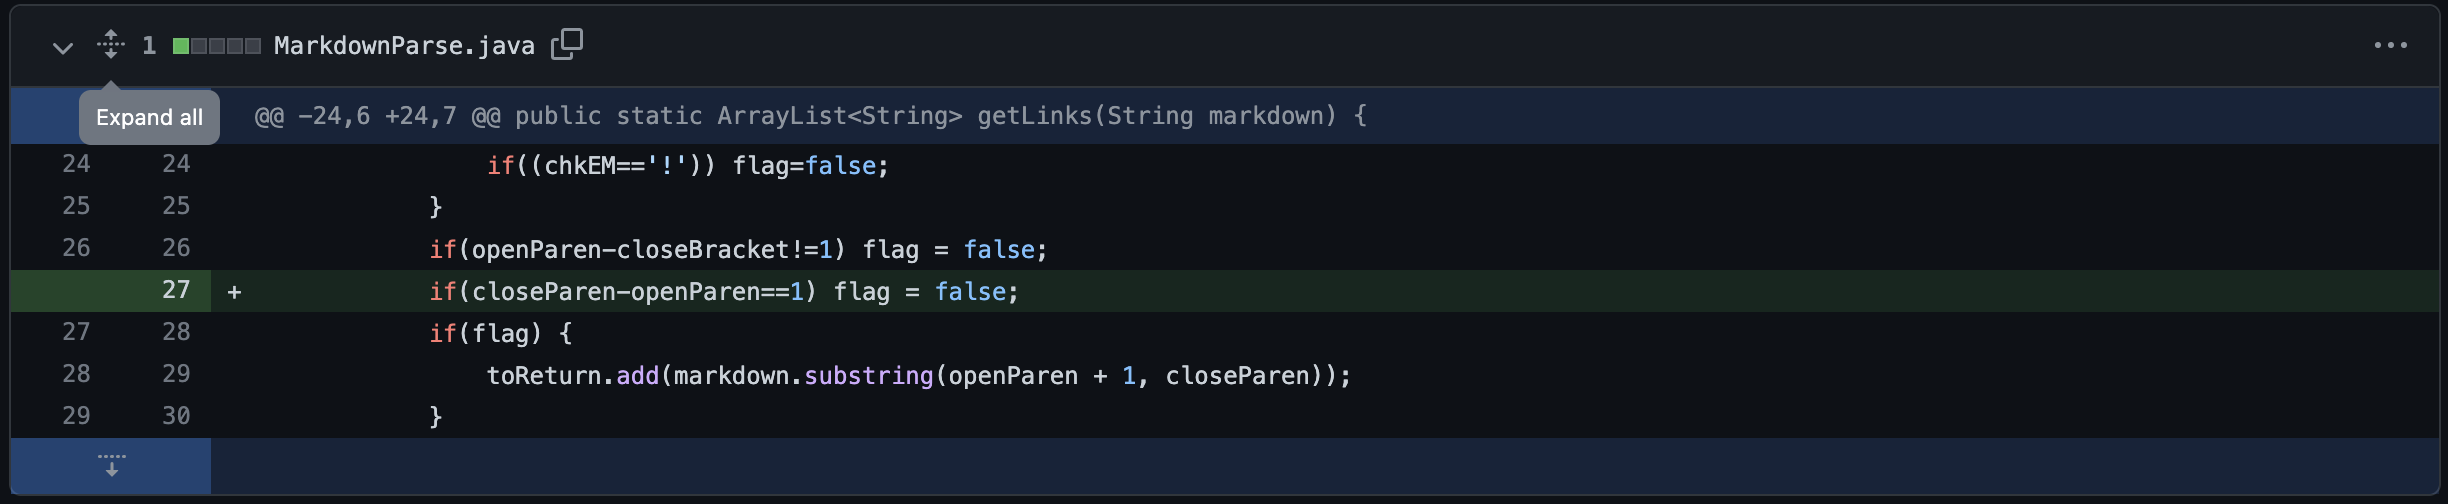 1 MarkdownParse.java
Expand all
@@ -24,6 +24,7 @@ public static ArrayList<String> getLinks(String markdown) {
24 24 if((chkEM=='!')) flag=false;
25 25 }
26 26 if(openParen-closeBracket!=1) flag = false;
27 + if(closeParen-openParen==1) flag = false;
27 28 if(flag) {
28 29 toReturn.add(markdown.substring(openParen + 1, closeParen));
29 30 }